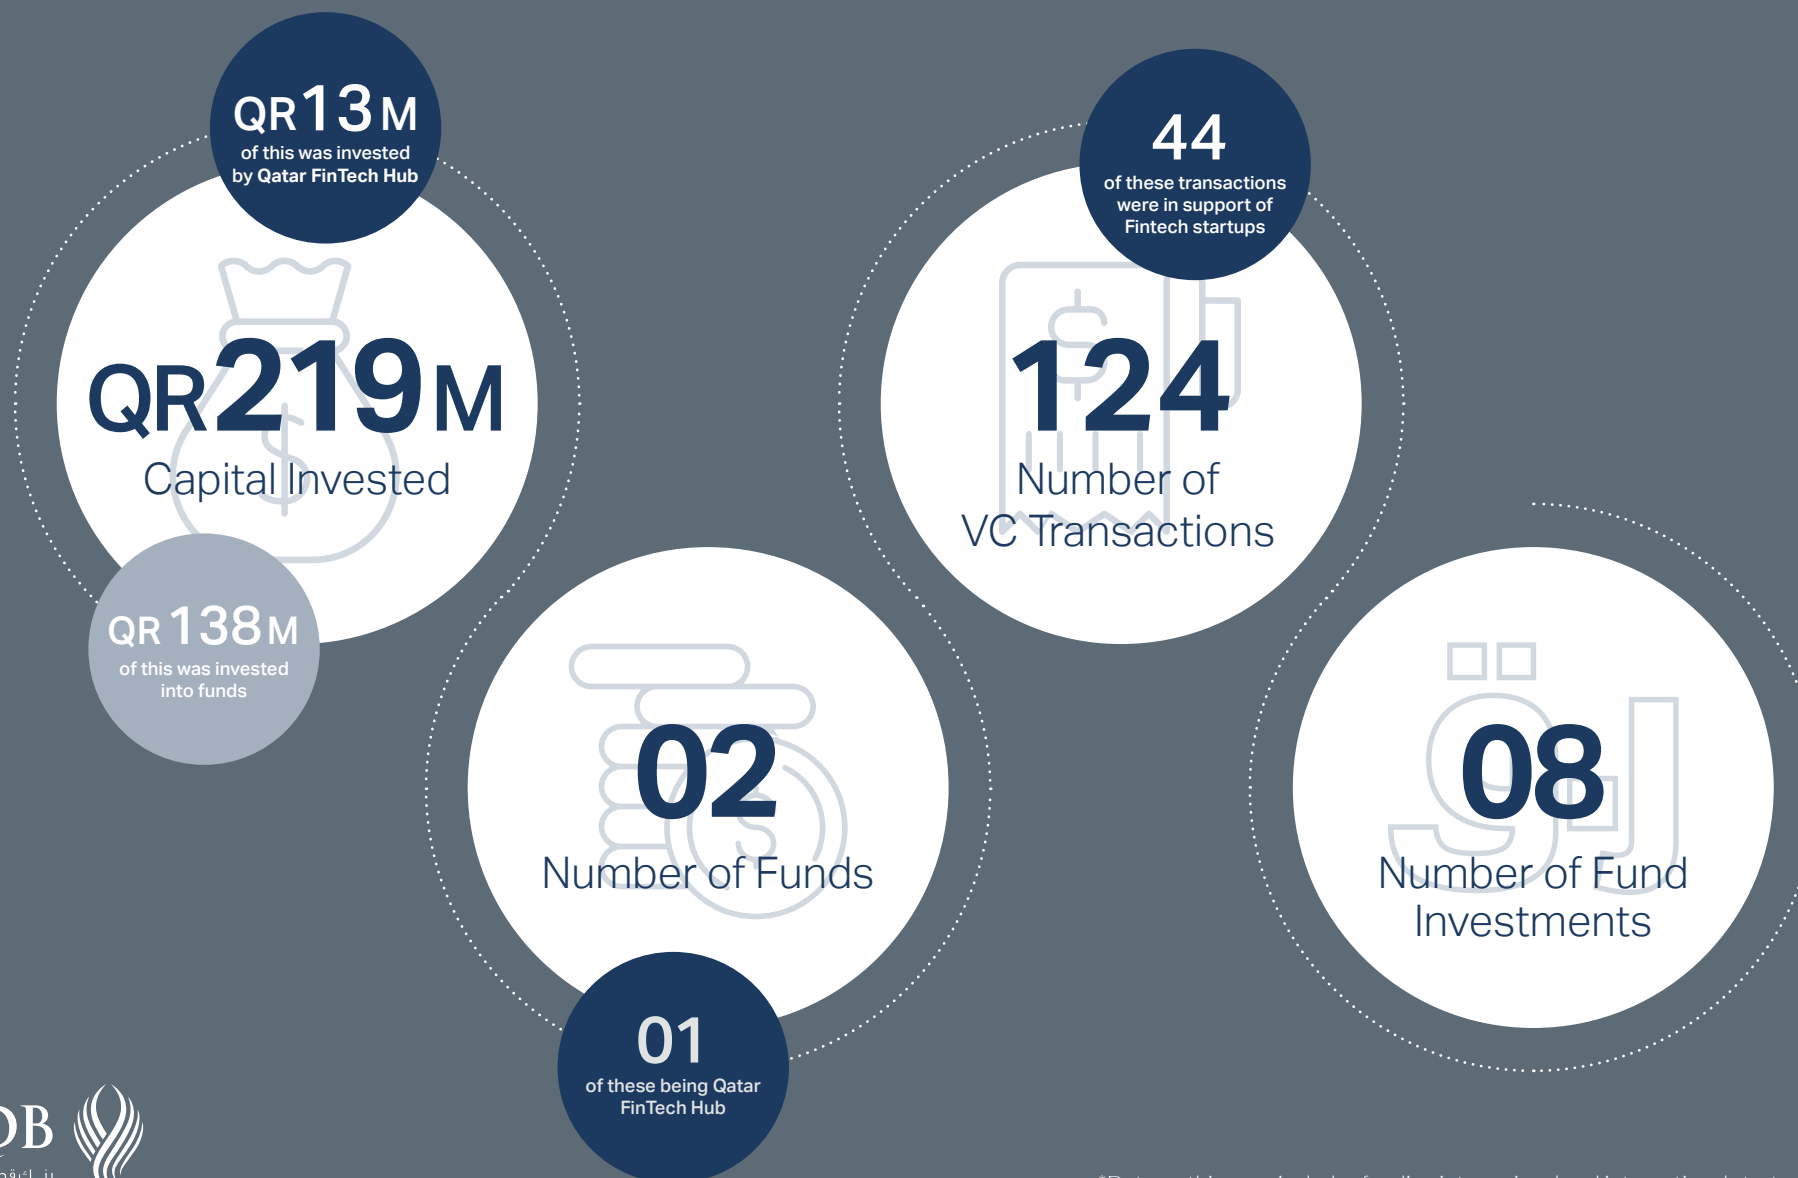 QR13M
of this was invested
by Qatar FinTech Hub
QR219M
Capital Invested
QR138M
of this was invested
into funds
44
of these transactions
were in support of
Fintech startups
124
Number of
VC Transactions
02
Number of Funds
01
of these being Qatar
FinTech Hub
08
Number of Fund
Investments